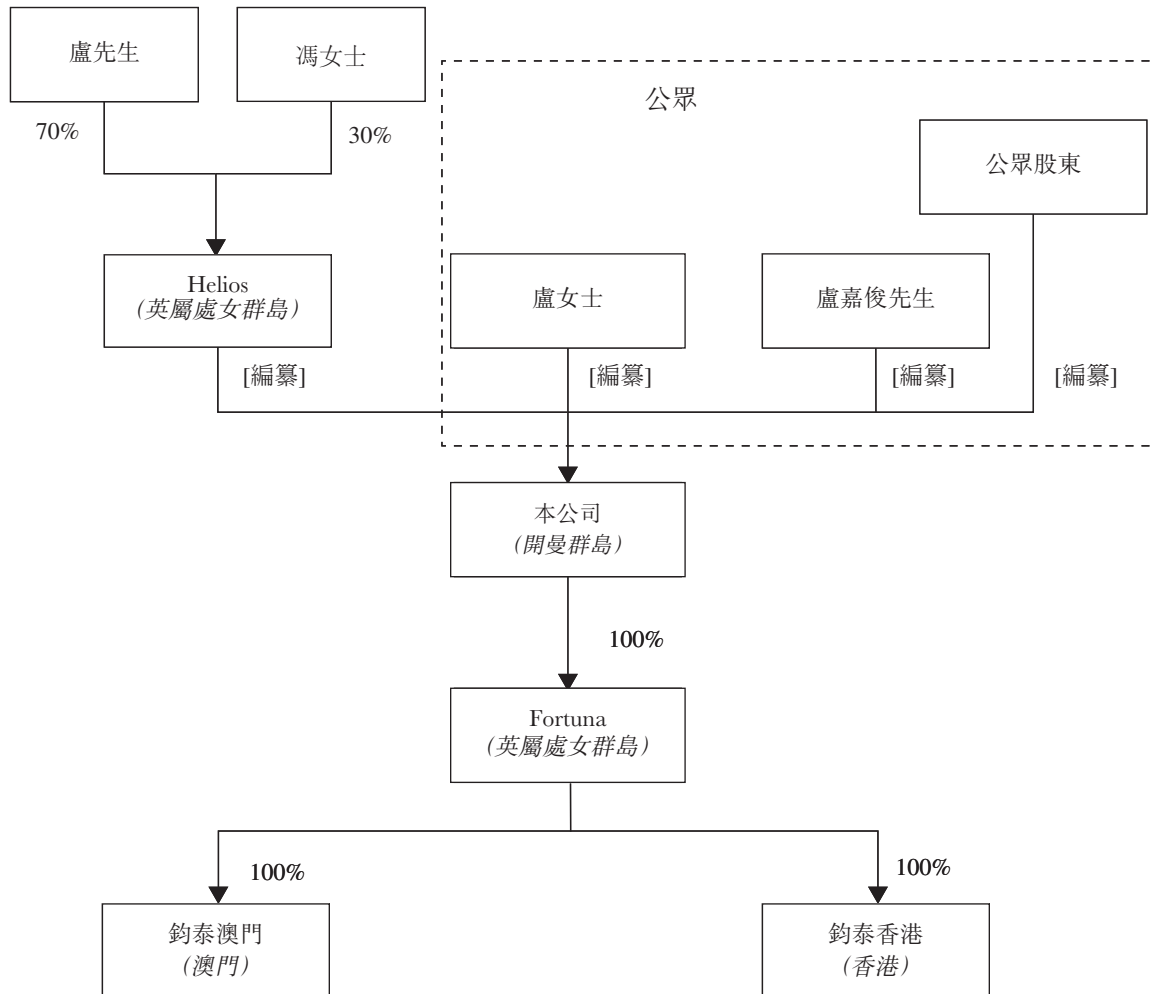 盧先生
馮女士
公眾
70%
30%
公眾股東
Helios
(英屬處女群島)
盧女士
盧嘉俊先生
[編纂]
[編纂]
[編纂]
[編纂]
本公司
(開曼群島)
100%
Fortuna
(英屬處女群島)
100%
100%
鈞泰澳門
(澳門)
鈞泰香港
(香港)